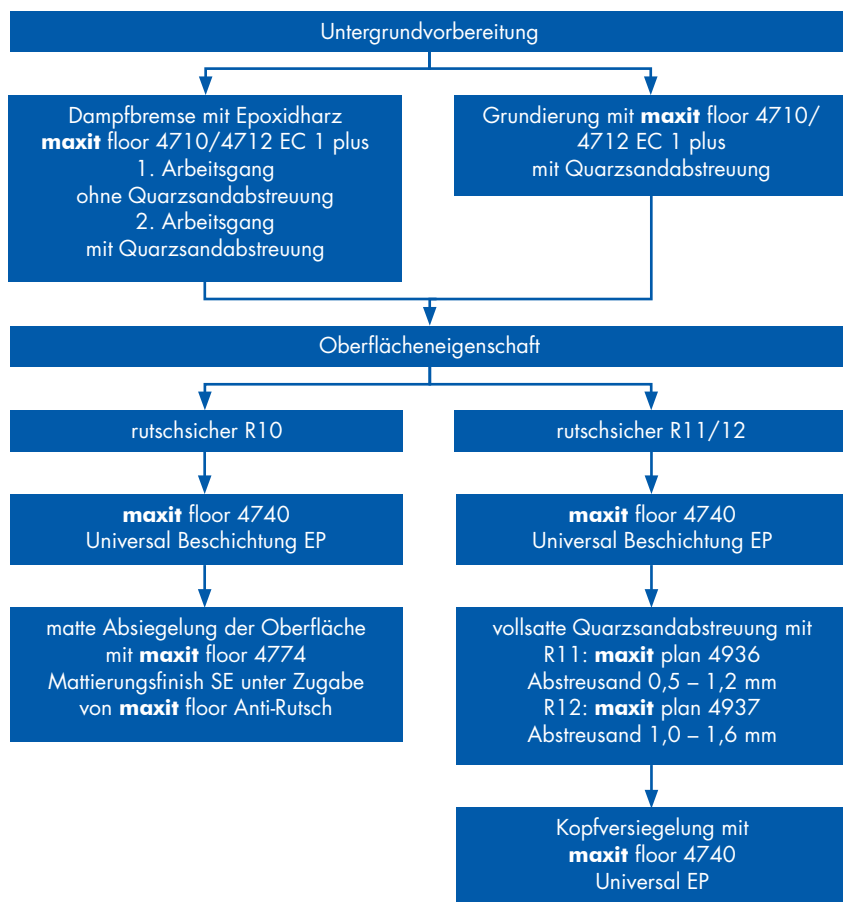 Untergrundvorbereitung
Dampfbremse mit Epoxidharz
maxit floor 4710/4712 EC 1 plus
1. Arbeitsgang
ohne Quarzsandabstreuung
2. Arbeitsgang
mit Quarzsandabstreuung
Grundierung mit maxit floor 4710/
4712 EC 1 plus
mit Quarzsandabstreuung
Oberflächeneigenschaft
rutschsicher R10
rutschsicher R11/12
maxit floor 4740
Universal Beschichtung EP
maxit floor 4740
Universal Beschichtung EP
matte Absiegelung der Oberfläche
mit maxit floor 4774
Mattierungsfinish SE unter Zugabe
von maxit floor Anti-Rutsch
vollsatte Quarzsandabstreuung mit
R11: maxit plan 4936
Abstreusand 0,5 – 1,2 mm
R12: maxit plan 4937
Abstreusand 1,0 – 1,6 mm
Kopfversiegelung mit
maxit floor 4740
Universal EP